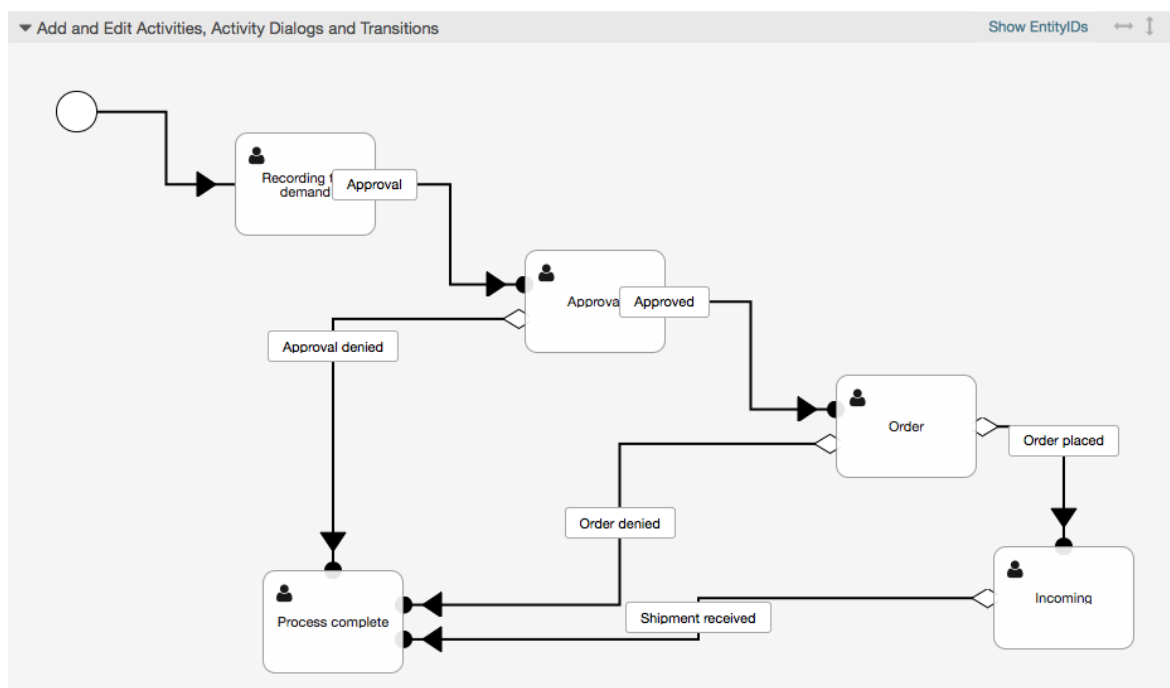 Add and Edit Activities, Activity Dialogs and Transitions
Show EntityIDs
Recording
demand
Approval
Approval
Approved
Approval denied
Order
Order placed
Order denied
Incoming
Shipment received
Process complete